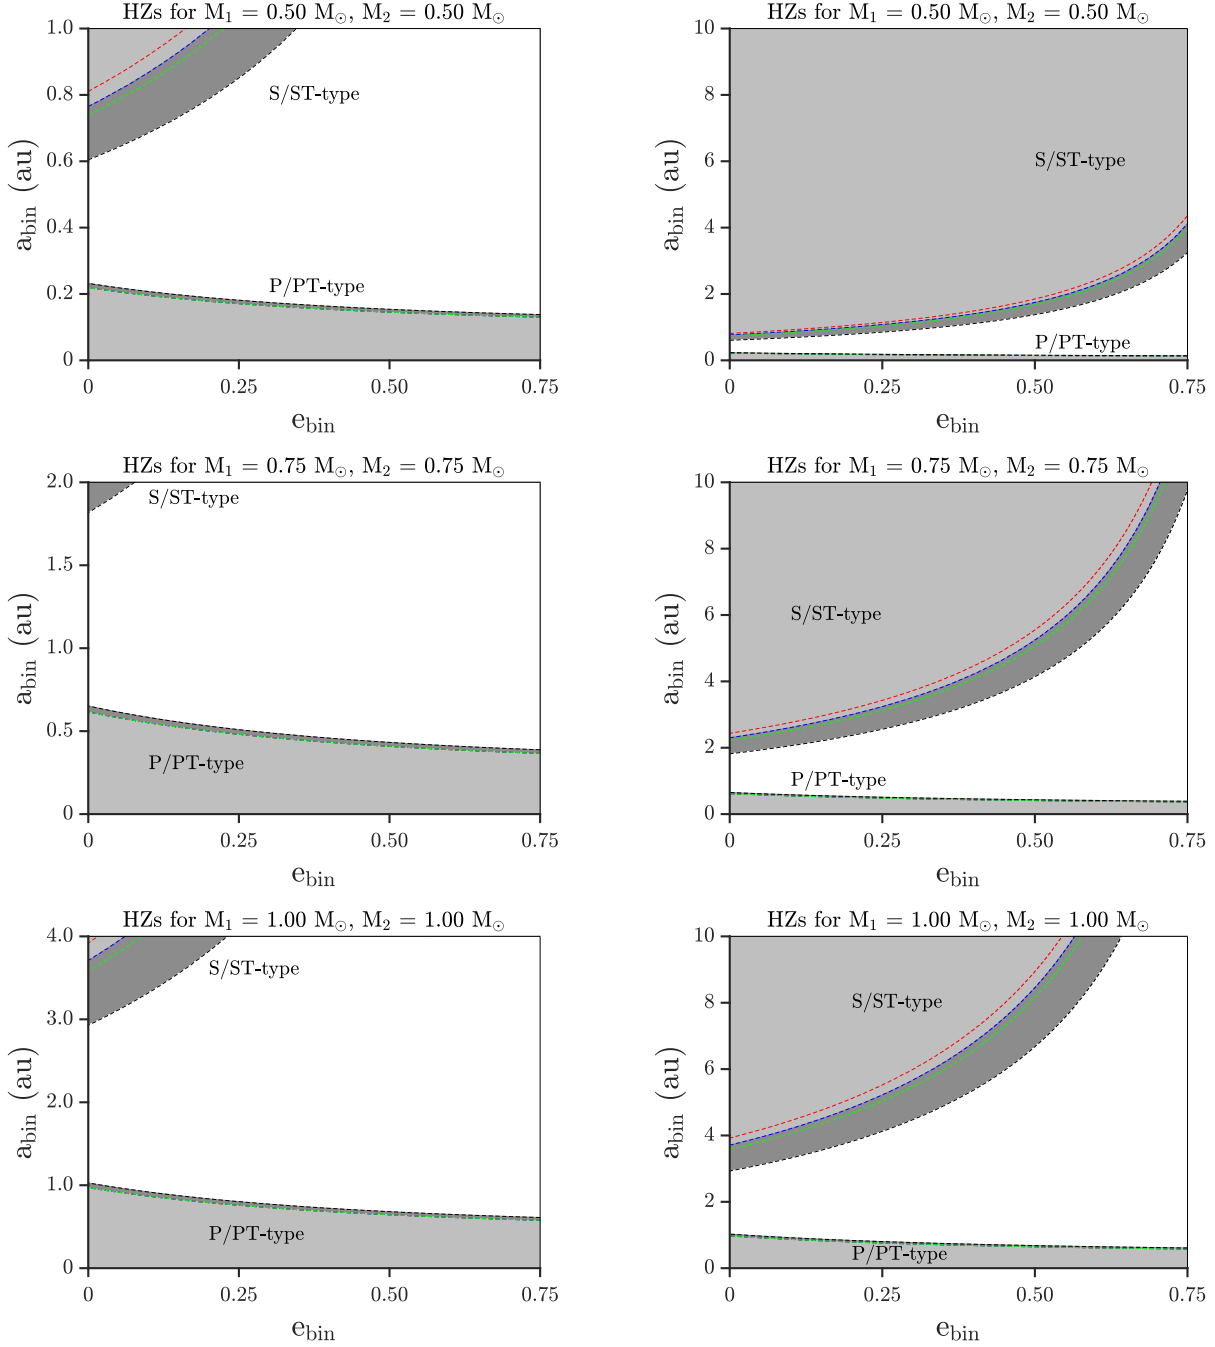 HZs for M₁ = 0.50 M☉, M₂ = 0.50 M☉
1.0
0.8
0.6
0.4
0.2
0
a_bin (au)
S/ST-type
P/PT-type
0 0.25 0.50 0.75
e_bin
HZs for M₁ = 0.50 M☉, M₂ = 0.50 M☉
10
8
6
4
2
0
a_bin (au)
S/ST-type
P/PT-type
0 0.25 0.50 0.75
e_bin
HZs for M₁ = 0.75 M☉, M₂ = 0.75 M☉
2.0
1.5
1.0
0.5
0
a_bin (au)
S/ST-type
P/PT-type
0 0.25 0.50 0.75
e_bin
HZs for M₁ = 0.75 M☉, M₂ = 0.75 M☉
10
8
6
4
2
0
a_bin (au)
S/ST-type
P/PT-type
0 0.25 0.50 0.75
e_bin
HZs for M₁ = 1.00 M☉, M₂ = 1.00 M☉
4.0
3.0
2.0
1.0
0
a_bin (au)
S/ST-type
P/PT-type
0 0.25 0.50 0.75
e_bin
HZs for M₁ = 1.00 M☉, M₂ = 1.00 M☉
10
8
6
4
2
0
a_bin (au)
S/ST-type
P/PT-type
0 0.25 0.50 0.75
e_bin